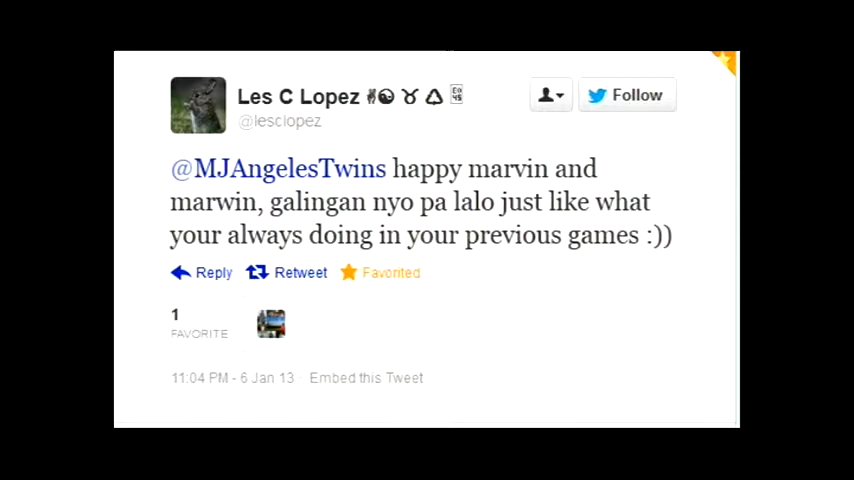 Les C Lopez ✌☯ ♉ ♺
@lesclopez
Follow
@MJAngelesTwins happy marvin and
marwin, galingan nyo pa lalo just like what
your always doing in your previous games :))
Reply Retweet Favorited
1
FAVORITE
11:04 PM - 6 Jan 13 · Embed this Tweet